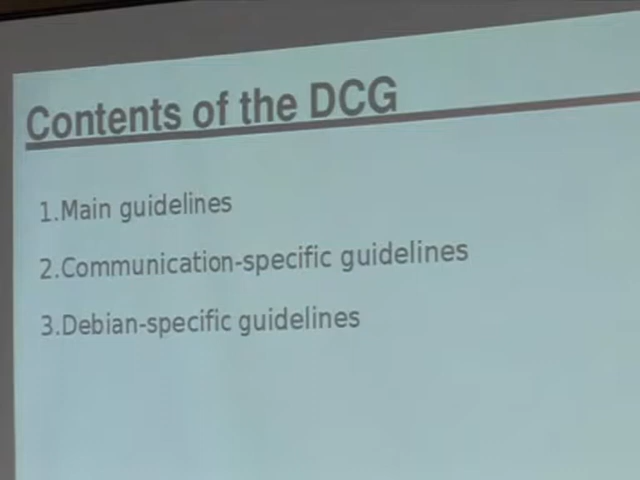 Contents of the DCG
1.Main guidelines
2.Communication-specific guidelines
3.Debian-specific guidelines